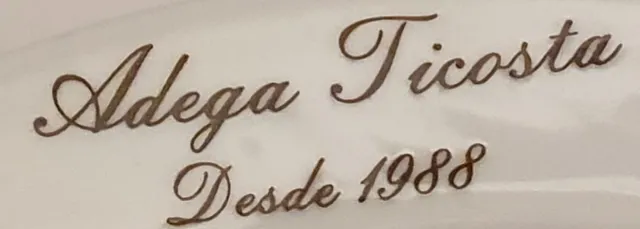 Adega Ticosta
Desde 1988